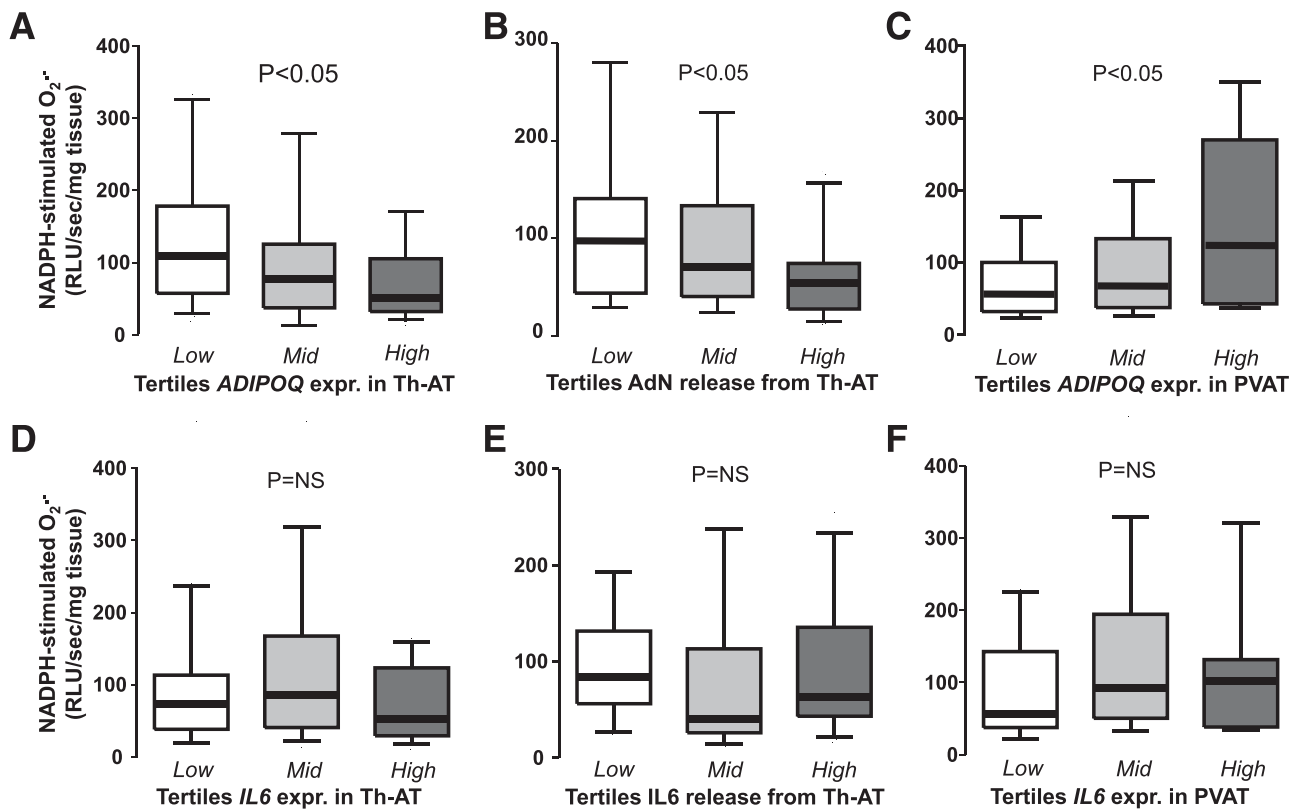 A
B
C
NADPH-stimulated O2·-
(RLU/sec/mg tissue)
400
300
200
100
0
P<0.05
Low
Mid
High
Tertiles ADIPOQ expr. in Th-AT
300
200
100
0
P<0.05
Low
Mid
High
Tertiles AdN release from Th-AT
400
300
200
100
0
P<0.05
Low
Mid
High
Tertiles ADIPOQ expr. in PVAT
D
E
F
NADPH-stimulated O2·-
(RLU/sec/mg tissue)
400
300
200
100
0
P=NS
Low
Mid
High
Tertiles IL6 expr. in Th-AT
300
200
100
0
P=NS
Low
Mid
High
Tertiles IL6 release from Th-AT
400
300
200
100
0
P=NS
Low
Mid
High
Tertiles IL6 expr. in PVAT